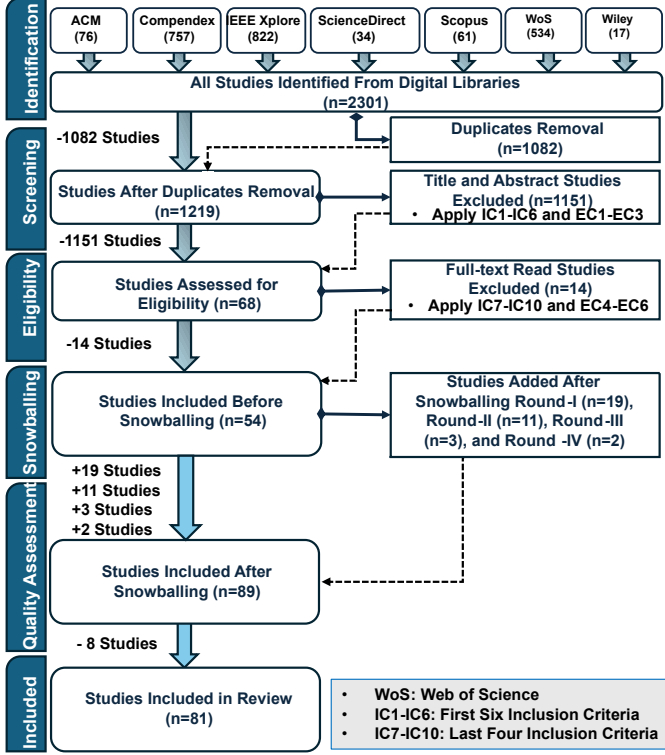 ACM
(76)
Compendex
(757)
IEEE Xplore
(822)
ScienceDirect
(34)
Scopus
(61)
WoS
(534)
Wiley
(17)
Identification
All Studies Identified From Digital Libraries
(n=2301)
-1082 Studies
Duplicates Removal
(n=1082)
Screening
Studies After Duplicates Removal
(n=1219)
Title and Abstract Studies
Excluded (n=1151)
• Apply IC1-IC6 and EC1-EC3
-1151 Studies
Eligibility
Studies Assessed for
Eligibility (n=68)
Full-text Read Studies
Excluded (n=14)
• Apply IC7-IC10 and EC4-EC6
-14 Studies
Snowballing
Studies Included Before
Snowballing (n=54)
Studies Added After
Snowballing Round-I (n=19),
Round-II (n=11), Round-III
(n=3), and Round -IV (n=2)
+19 Studies
+11 Studies
+3 Studies
+2 Studies
Quality Assessment
Studies Included After
Snowballing (n=89)
- 8 Studies
Included
Studies Included in Review
(n=81)
• WoS: Web of Science
• IC1-IC6: First Six Inclusion Criteria
• IC7-IC10: Last Four Inclusion Criteria